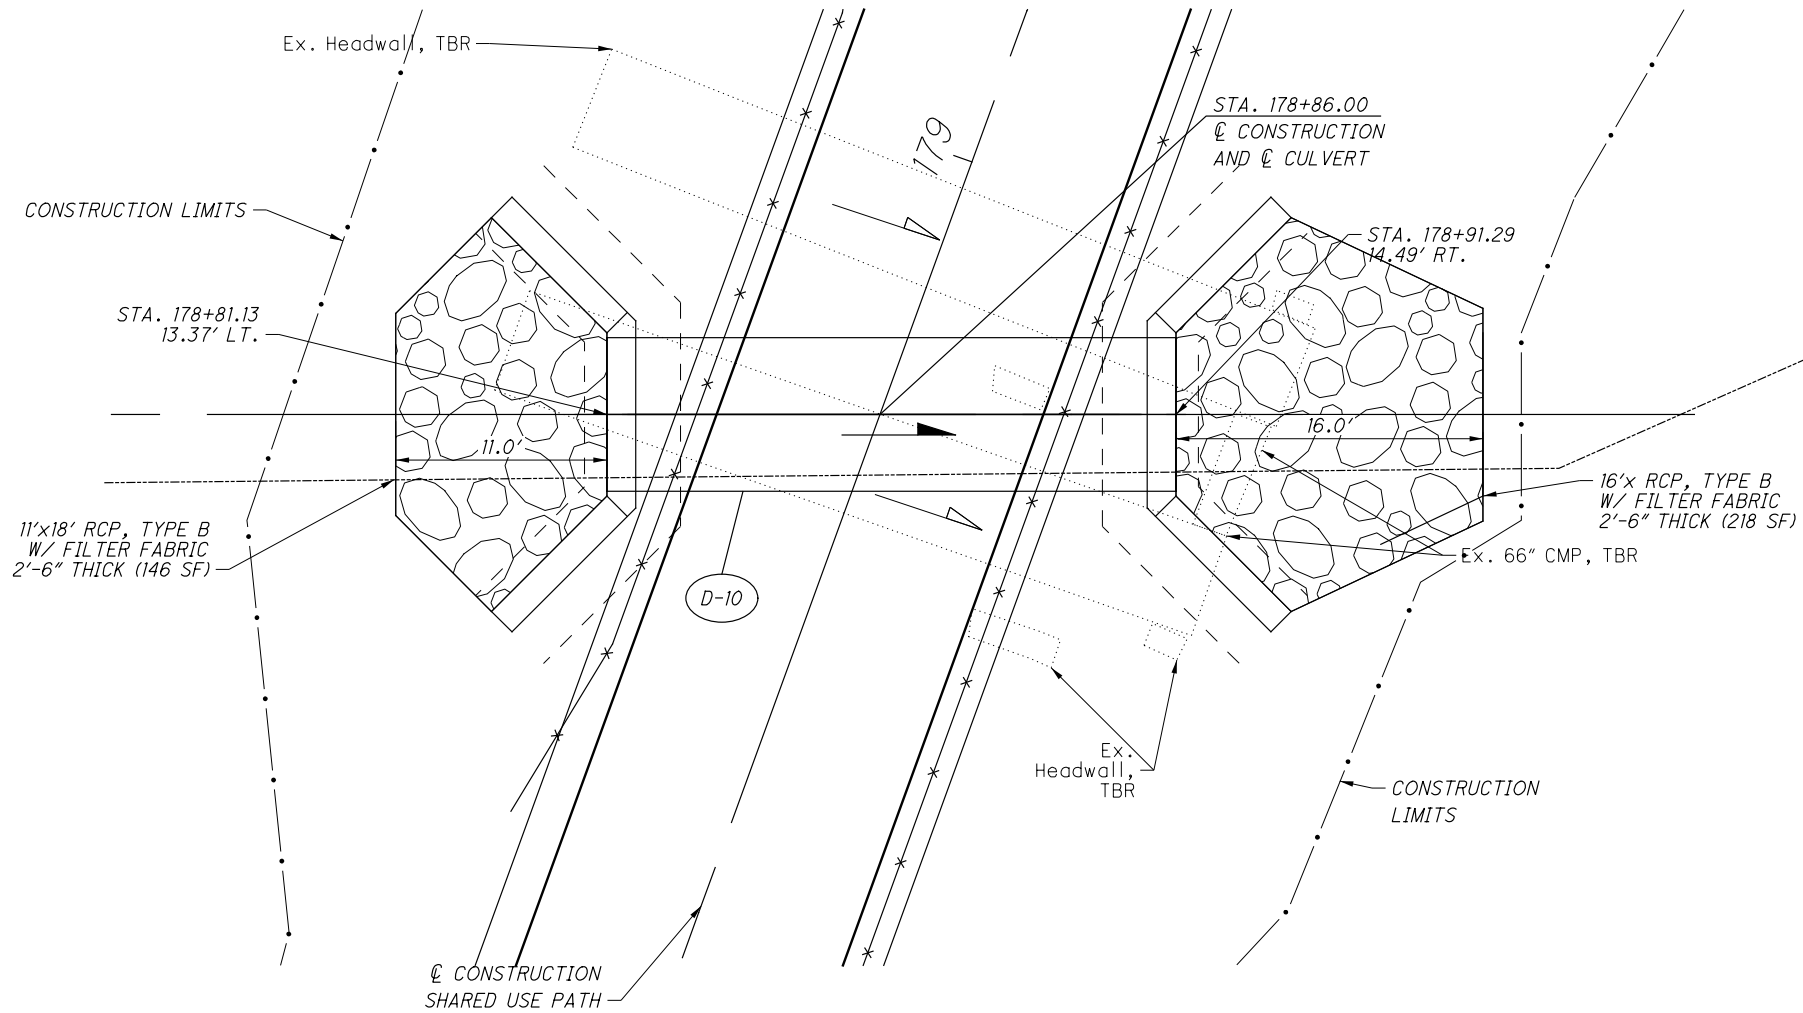 Ex. Headwall, TBR
STA. 178+86.00
℄ CONSTRUCTION
AND ℄ CULVERT
179
CONSTRUCTION LIMITS
STA. 178+91.29
14.49' RT.
STA. 178+81.13
13.37' LT.
11.0'
16.0'
16'x RCP, TYPE B
W/ FILTER FABRIC
2'-6" THICK (218 SF)
11'x18' RCP, TYPE B
W/ FILTER FABRIC
2'-6" THICK (146 SF)
Ex. 66" CMP, TBR
D-10
Ex.
Headwall,
TBR
CONSTRUCTION
LIMITS
℄ CONSTRUCTION
SHARED USE PATH